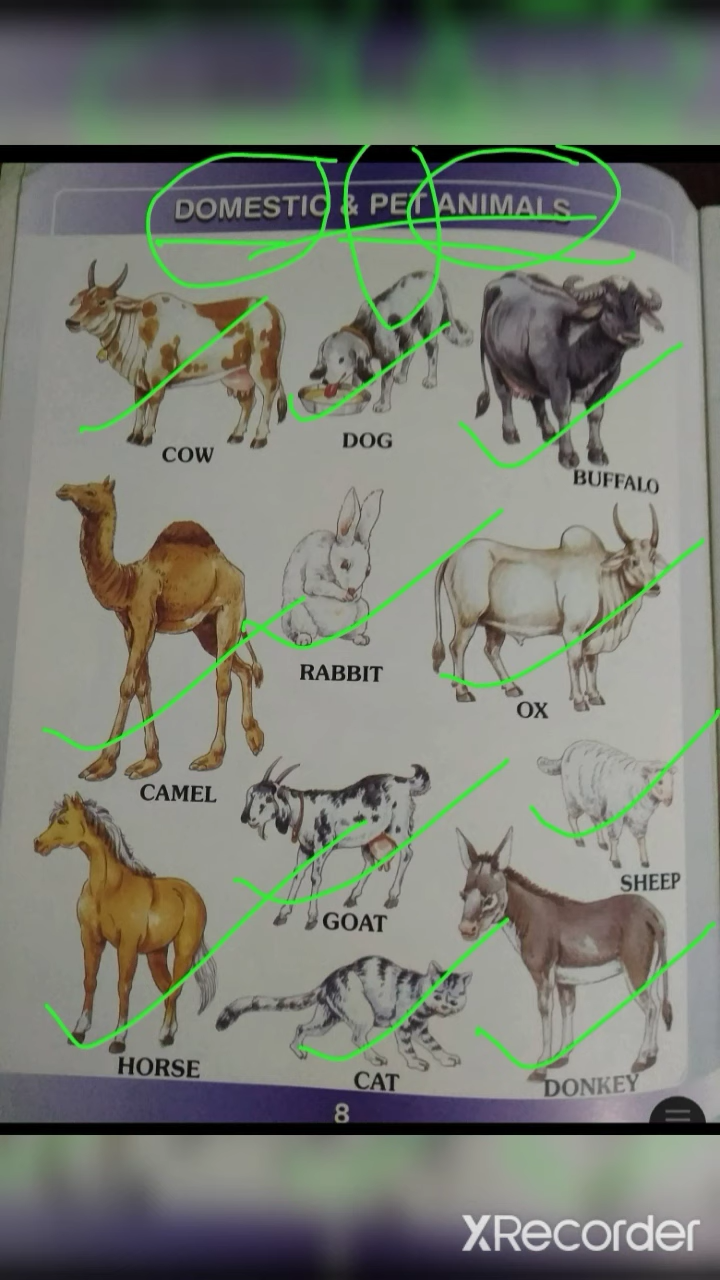 DOMESTIC & PET ANIMALS
COW
DOG
BUFFALO
CAMEL
RABBIT
OX
GOAT
SHEEP
HORSE
CAT
DONKEY
8
XRecorder